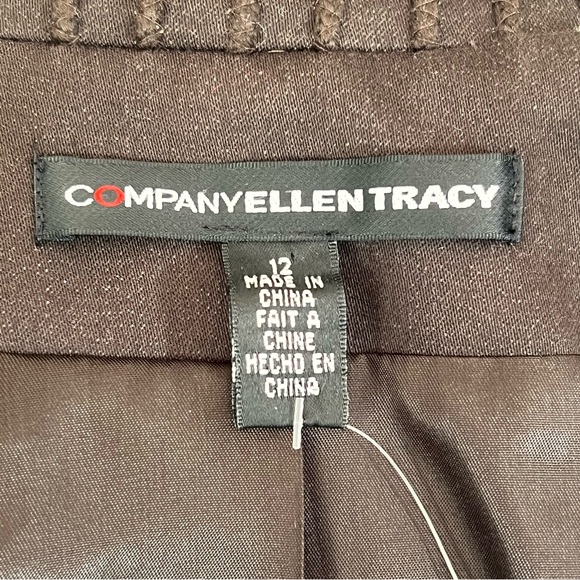 COMPANYELLENTRACY
12
MADE IN
CHINA
FAIT A
CHINE
HECHO EN
CHINA